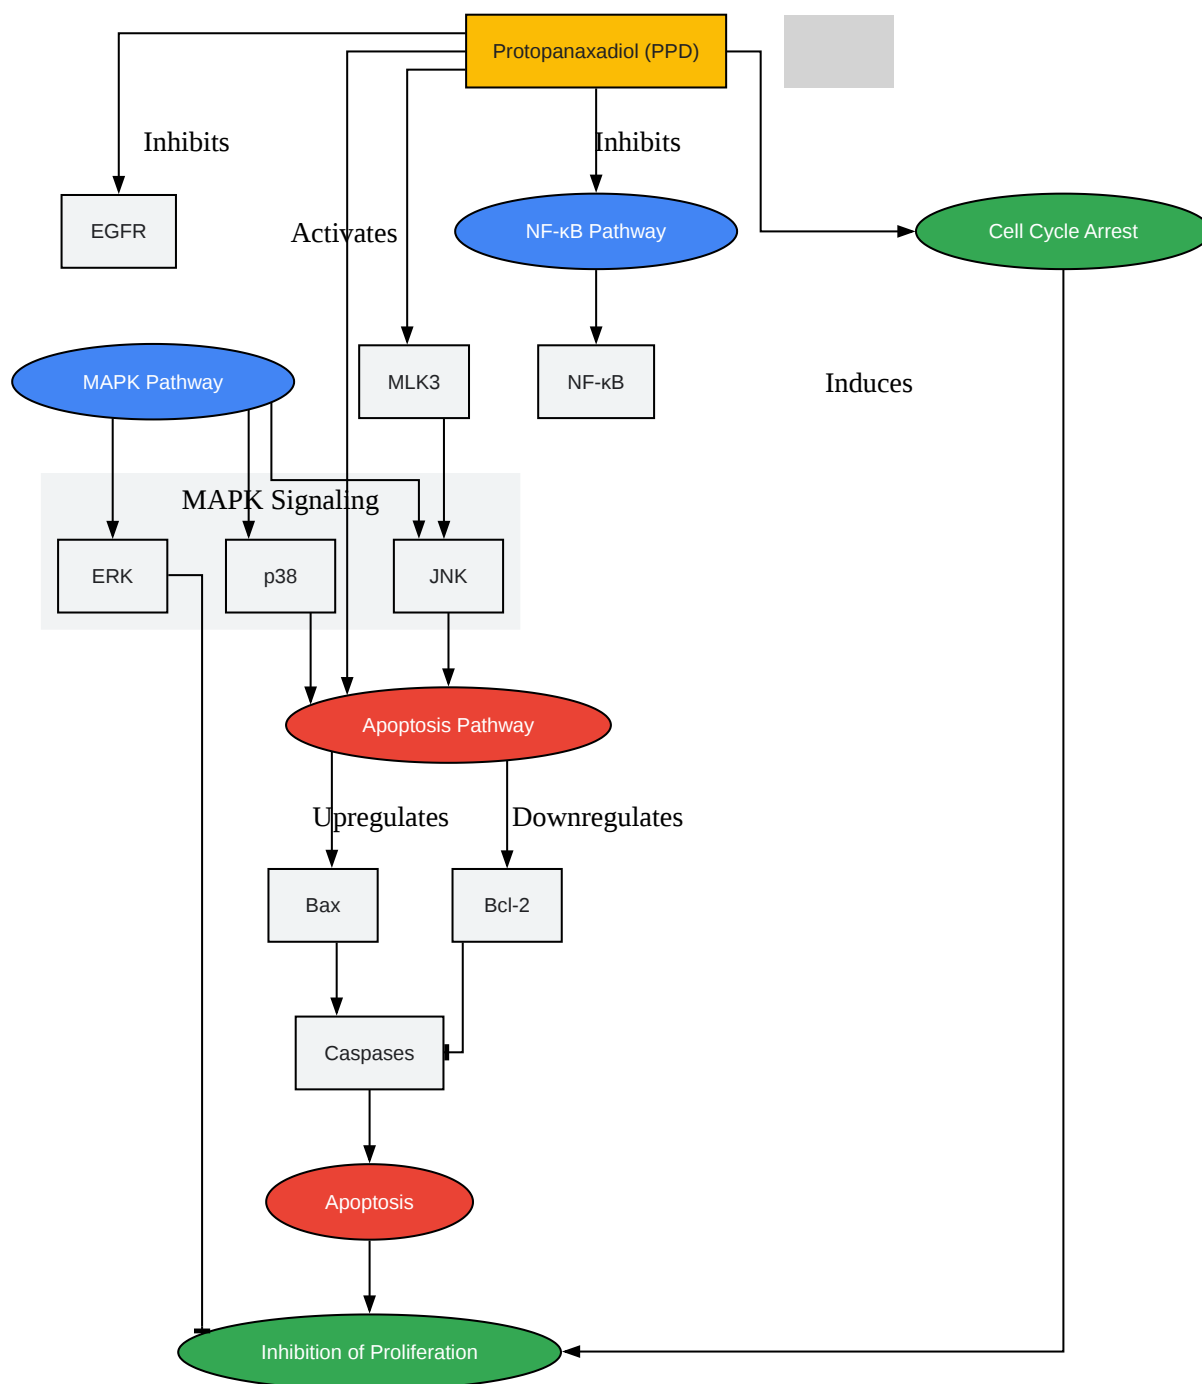 Protopanaxadiol (PPD)
Inhibits
Inhibits
EGFR
Activates
NF-κB Pathway
Cell Cycle Arrest
MAPK Pathway
MLK3
NF-κB
Induces
MAPK Signaling
ERK
p38
JNK
Apoptosis Pathway
Upregulates
Downregulates
Bax
Bcl-2
Caspases
Apoptosis
Inhibition of Proliferation